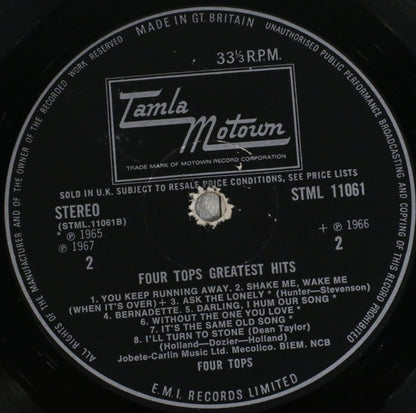 MADE IN GT. BRITAIN
ALL RIGHTS OF THE MANUFACTURER AND OF THE OWNER OF THE RECORDED WORK RESERVED
UNAUTHORISED PUBLIC PERFORMANCE BROADCASTING AND COPYING OF THIS RECORD PROHIBITED
33⅓ R.P.M.
Tamla
Motown
TRADE MARK OF MOTOWN RECORD CORPORATION
SOLD IN U.K. SUBJECT TO RESALE PRICE CONDITIONS, SEE PRICE LISTS
STEREO
STML 11061
(STML.11061B)
* ℗ 1965
+ ℗ 1966
℗ 1967
2
2
FOUR TOPS GREATEST HITS
1. YOU KEEP RUNNING AWAY. 2. SHAKE ME, WAKE ME
(WHEN IT'S OVER) + 3. ASK THE LONELY * (Hunter—Stevenson)
4. BERNADETTE. 5. DARLING, I HUM OUR SONG *
6. WITHOUT THE ONE YOU LOVE *
7. IT'S THE SAME OLD SONG *
8. I'LL TURN TO STONE (Dean Taylor)
(Holland—Dozier—Holland)
Jobete-Carlin Music Ltd. Mecolico. BIEM. NCB
FOUR TOPS
E.M.I. RECORDS LIMITED